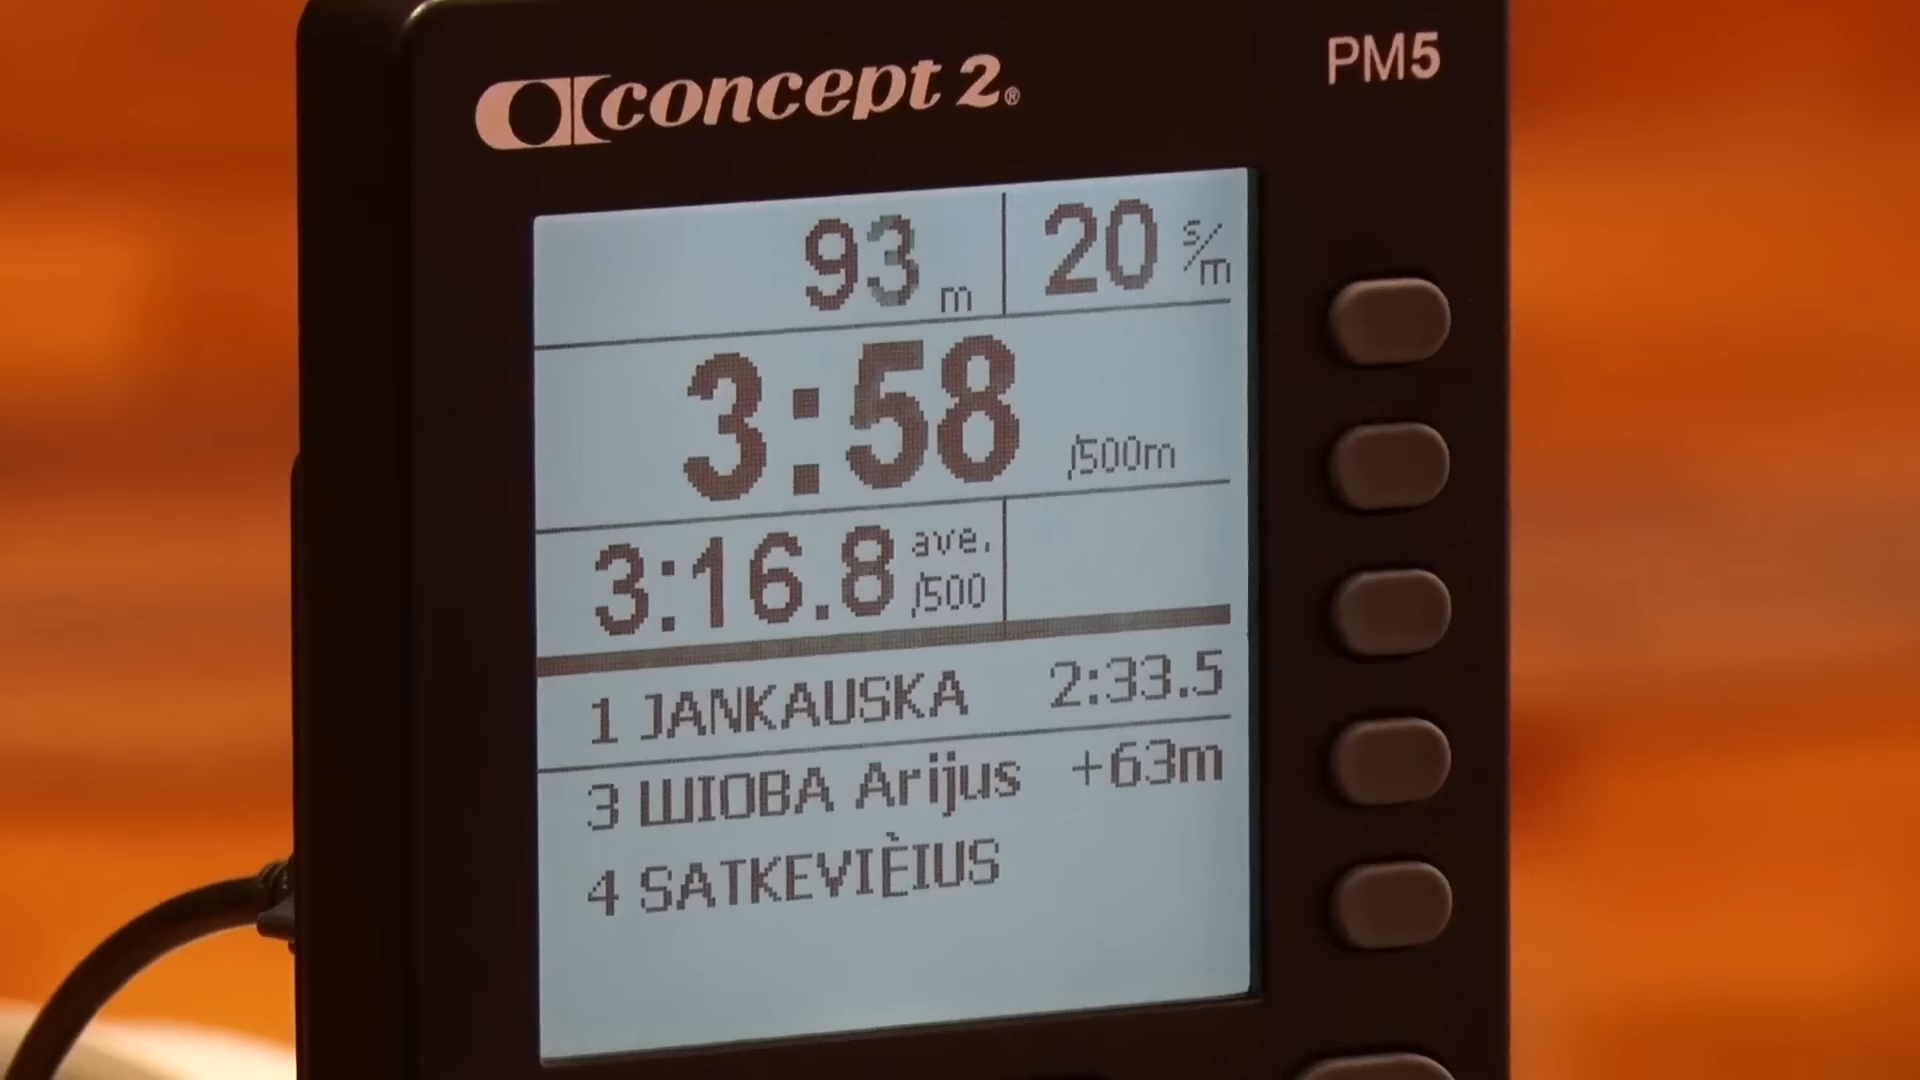 concept 2®
PM5
93 m
20 s/m
3:58 /500m
3:16.8 ave. /500
1 JANKAUSKA 2:33.5
3 ШIOBA Arijus +63m
4 SATKEVIÈIUS